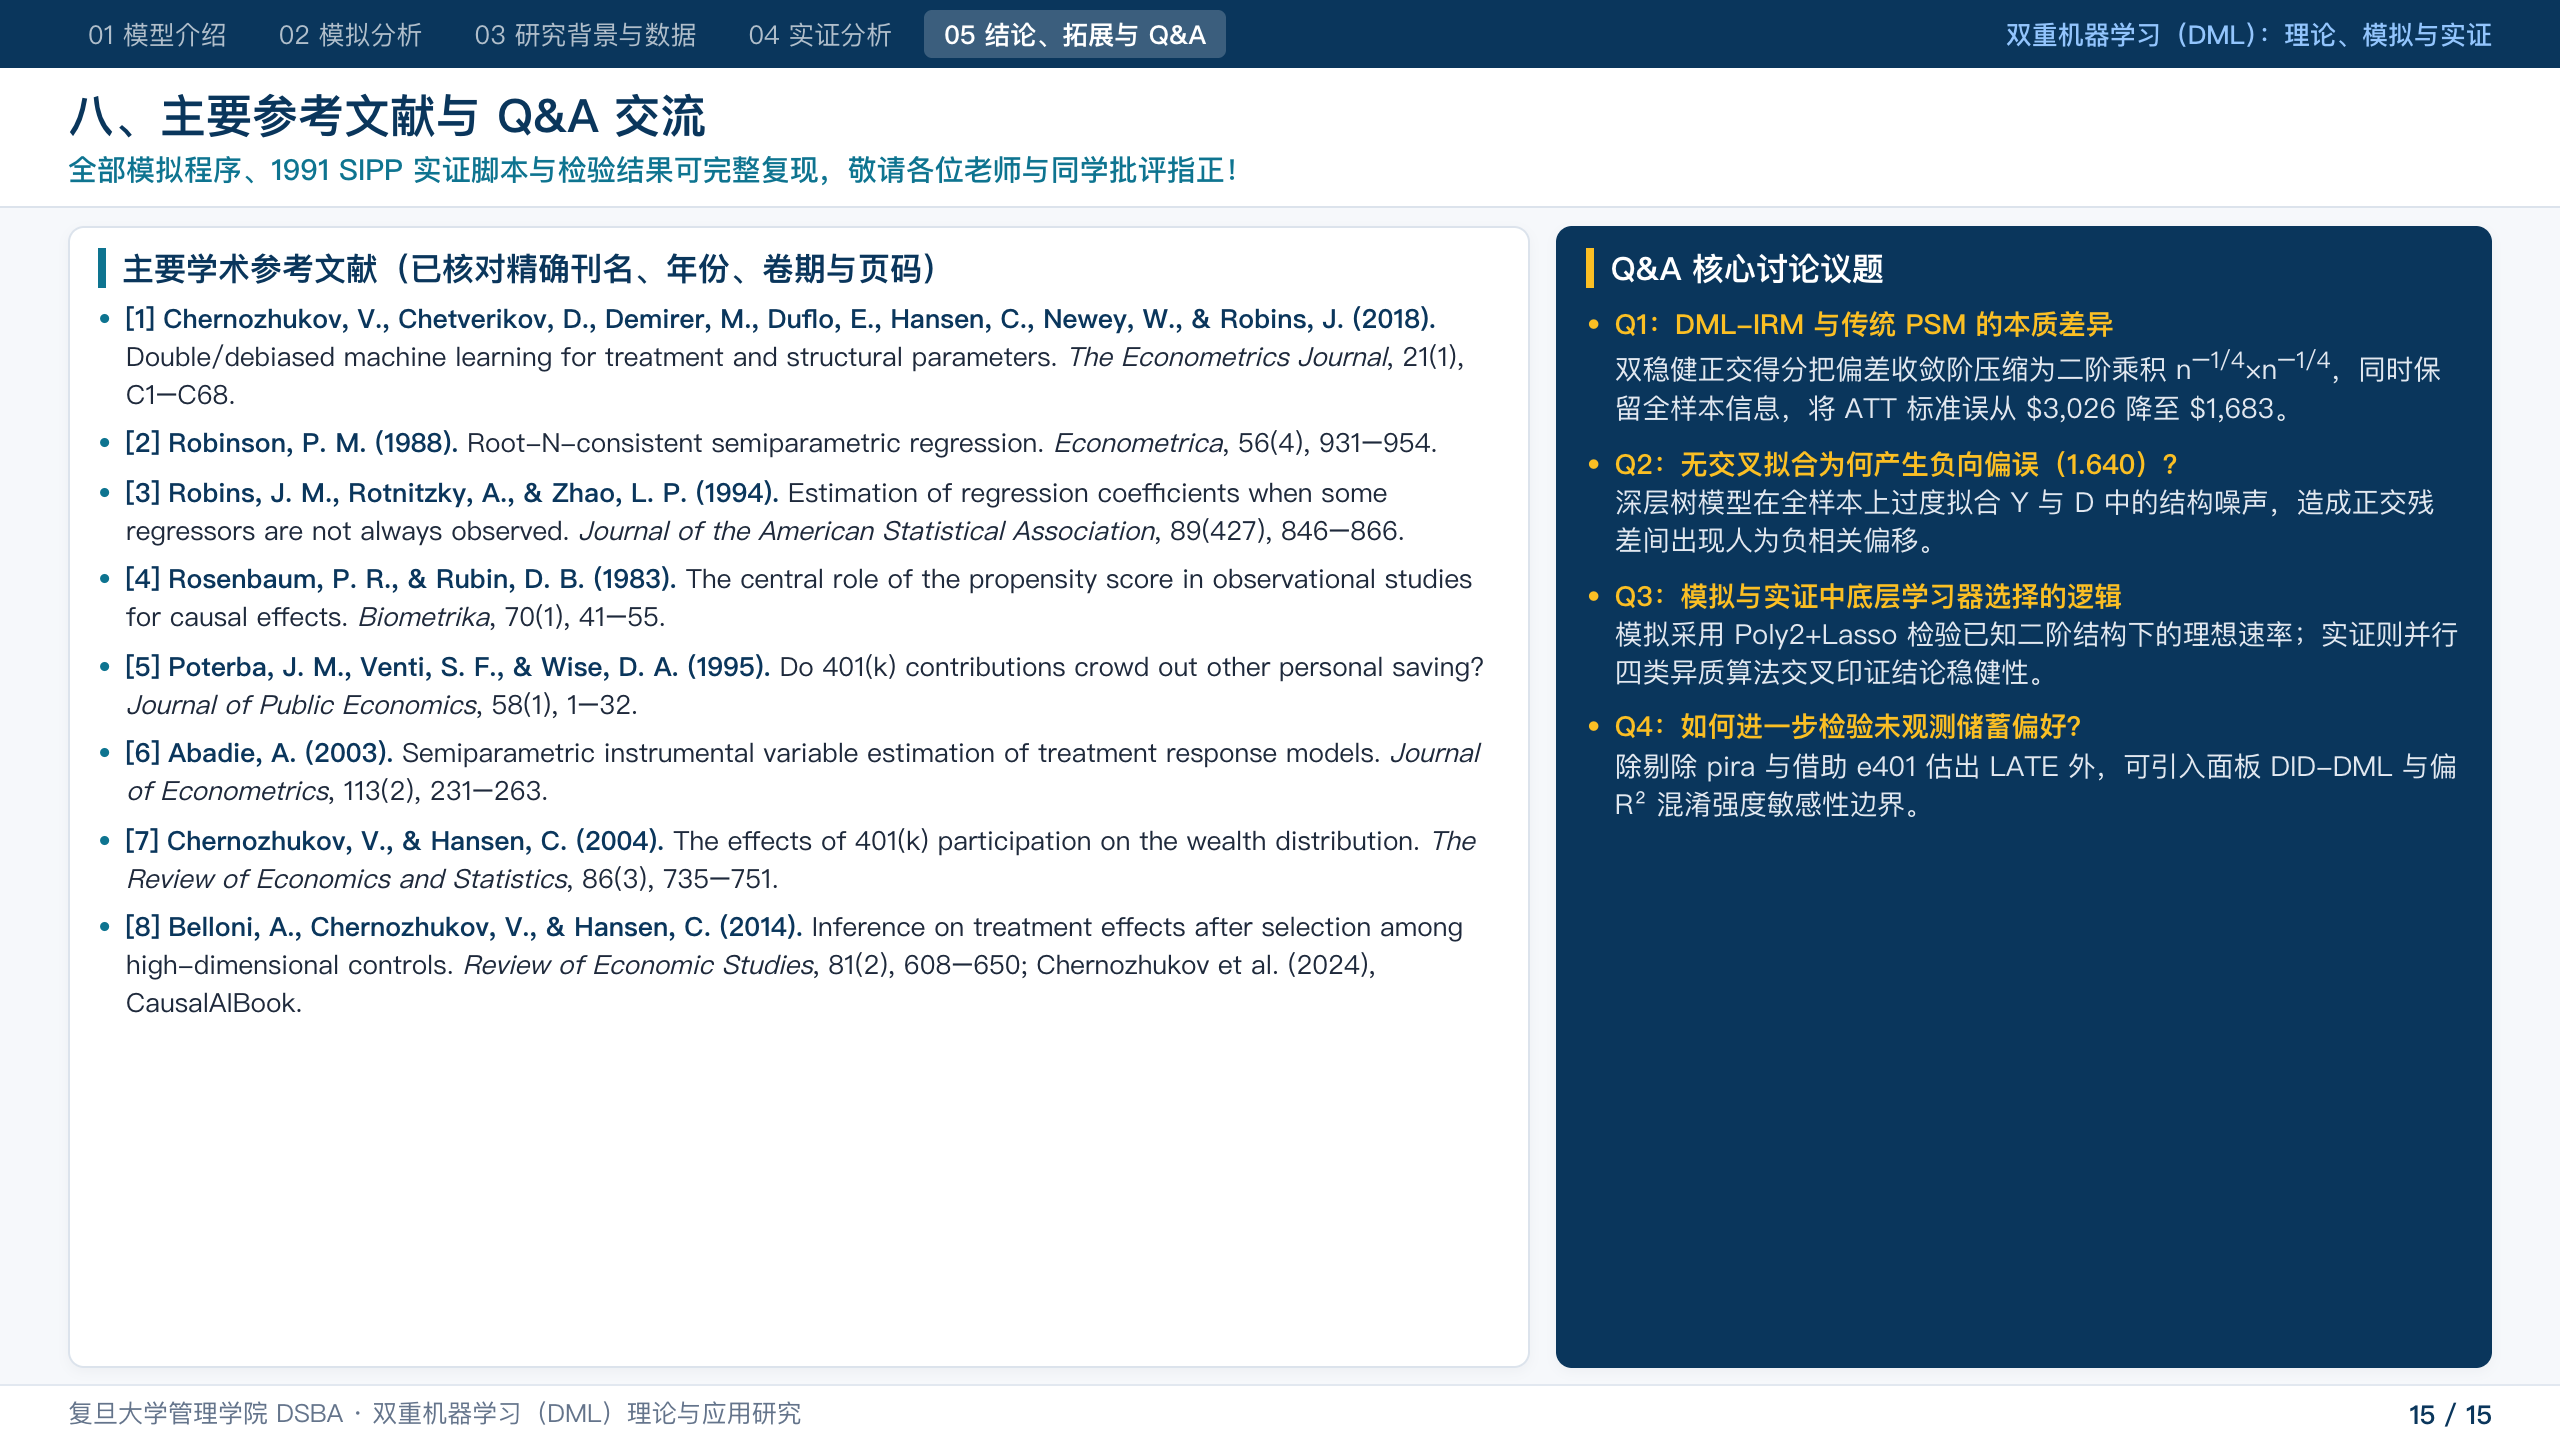 01 模型介绍
02 模拟分析
03 研究背景与数据
04 实证分析
05 结论、拓展与 Q&A
双重机器学习（DML）：理论、模拟与实证
八、主要参考文献与 Q&A 交流
全部模拟程序、1991 SIPP 实证脚本与检验结果可完整复现，敬请各位老师与同学批评指正！
主要学术参考文献（已核对精确刊名、年份、卷期与页码）
• [1] Chernozhukov, V., Chetverikov, D., Demirer, M., Duflo, E., Hansen, C., Newey, W., & Robins, J. (2018).
Double/debiased machine learning for treatment and structural parameters. The Econometrics Journal, 21(1),
C1–C68.
• [2] Robinson, P. M. (1988). Root-N-consistent semiparametric regression. Econometrica, 56(4), 931–954.
• [3] Robins, J. M., Rotnitzky, A., & Zhao, L. P. (1994). Estimation of regression coefficients when some
regressors are not always observed. Journal of the American Statistical Association, 89(427), 846–866.
• [4] Rosenbaum, P. R., & Rubin, D. B. (1983). The central role of the propensity score in observational studies
for causal effects. Biometrika, 70(1), 41–55.
• [5] Poterba, J. M., Venti, S. F., & Wise, D. A. (1995). Do 401(k) contributions crowd out other personal saving?
Journal of Public Economics, 58(1), 1–32.
• [6] Abadie, A. (2003). Semiparametric instrumental variable estimation of treatment response models. Journal
of Econometrics, 113(2), 231–263.
• [7] Chernozhukov, V., & Hansen, C. (2004). The effects of 401(k) participation on the wealth distribution. The
Review of Economics and Statistics, 86(3), 735–751.
• [8] Belloni, A., Chernozhukov, V., & Hansen, C. (2014). Inference on treatment effects after selection among
high-dimensional controls. Review of Economic Studies, 81(2), 608–650; Chernozhukov et al. (2024),
CausalAIBook.
Q&A 核心讨论议题
• Q1：DML-IRM 与传统 PSM 的本质差异
双稳健正交得分把偏差收敛阶压缩为二阶乘积 n⁻¹/⁴×n⁻¹/⁴，同时保
留全样本信息，将 ATT 标准误从 $3,026 降至 $1,683。
• Q2：无交叉拟合为何产生负向偏误（1.640）？
深层树模型在全样本上过度拟合 Y 与 D 中的结构噪声，造成正交残
差间出现人为负相关偏移。
• Q3：模拟与实证中底层学习器选择的逻辑
模拟采用 Poly2+Lasso 检验已知二阶结构下的理想速率；实证则并行
四类异质算法交叉印证结论稳健性。
• Q4：如何进一步检验未观测储蓄偏好？
除剔除 pira 与借助 e401 估出 LATE 外，可引入面板 DID-DML 与偏
R² 混淆强度敏感性边界。
复旦大学管理学院 DSBA · 双重机器学习（DML）理论与应用研究
15 / 15